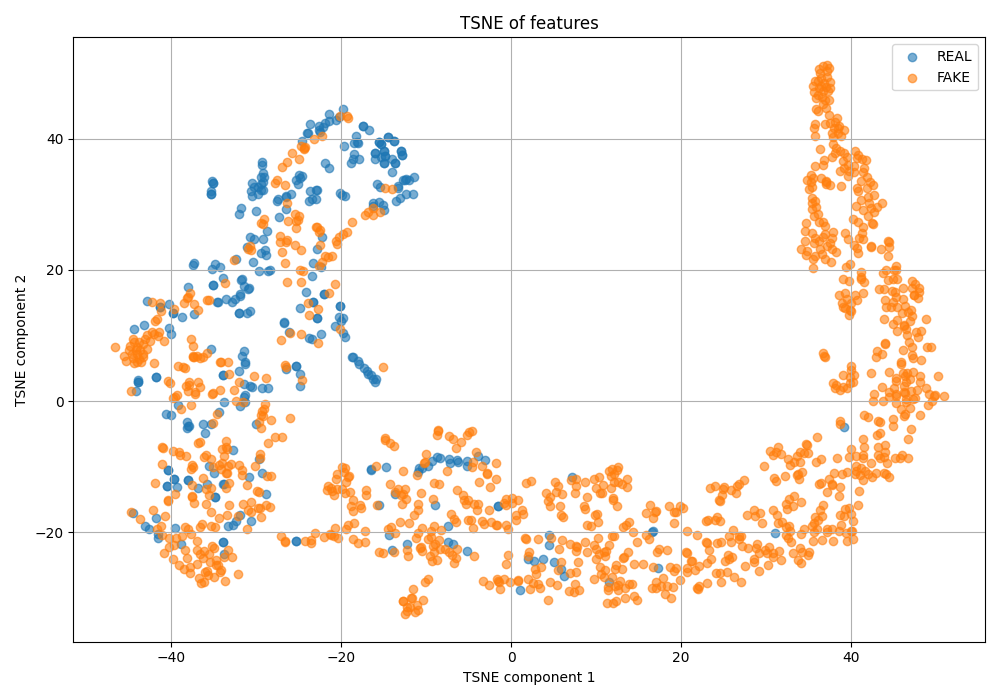 TSNE of features
REAL
FAKE
TSNE component 2
40
20
0
−20
−40
−20
0
20
40
TSNE component 1